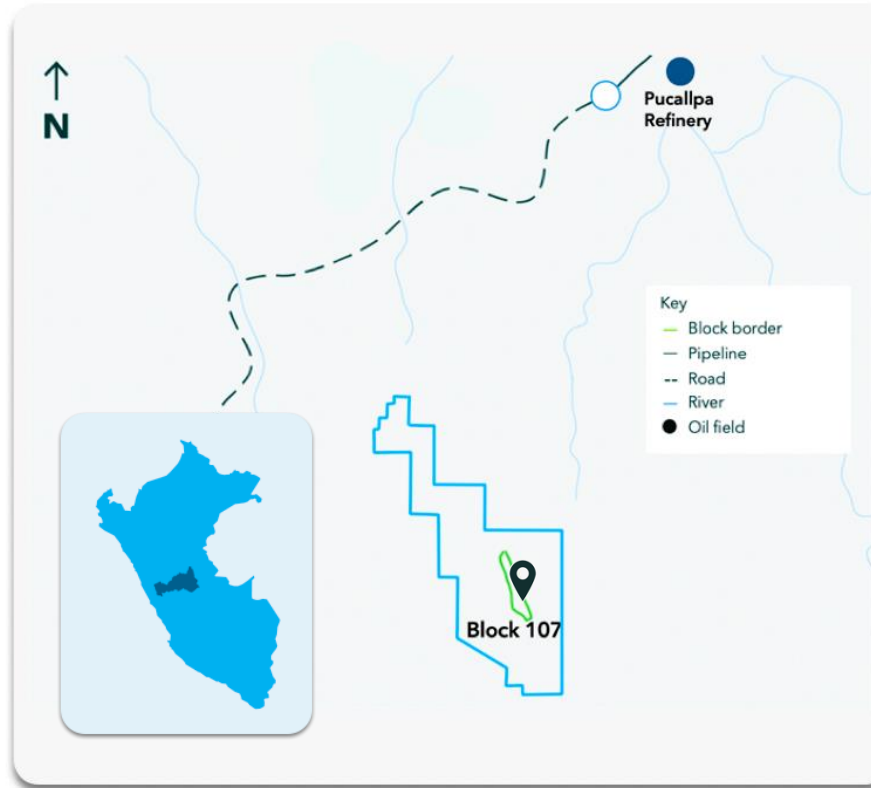 N
Pucallpa
Refinery
Key
Block border
Pipeline
Road
River
Oil field
Block 107